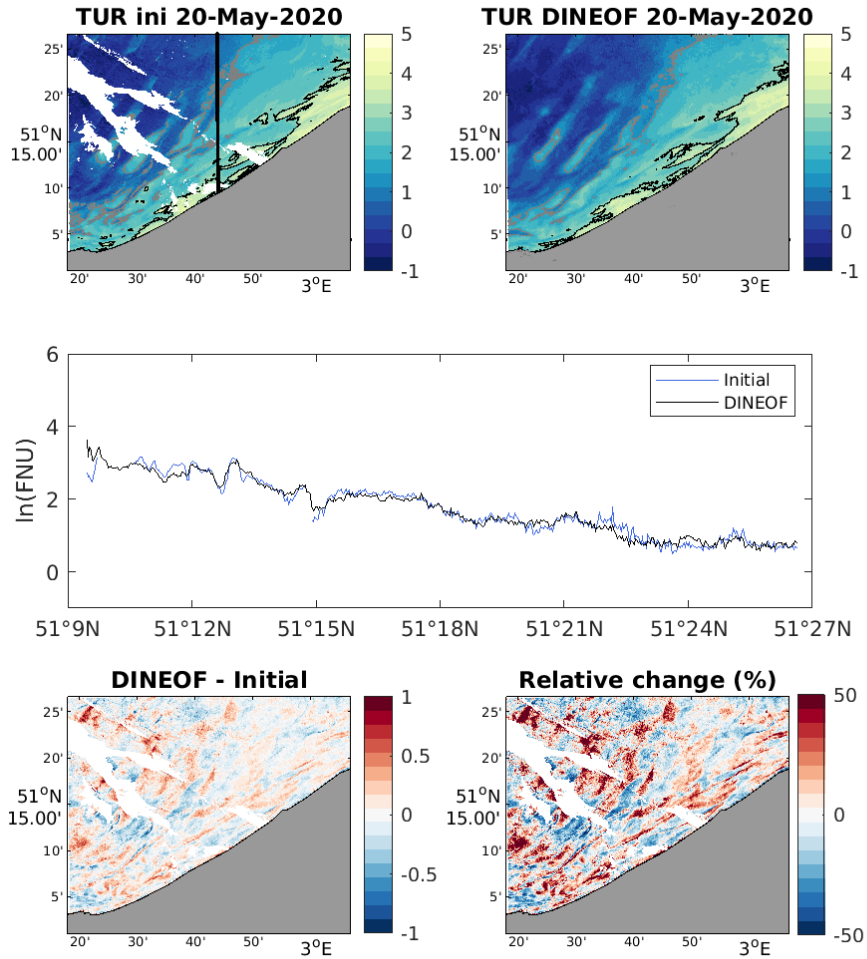 TUR ini 20-May-2020
TUR DINEOF 20-May-2020
25'
20'
51°N
15.00'
10'
5'
20'
30'
40'
50'
3°E
5
4
3
2
1
0
-1
25'
20'
51°N
15.00'
10'
5'
20'
30'
40'
50'
3°E
5
4
3
2
1
0
-1
6
4
2
0
ln(FNU)
Initial
DINEOF
51°9N
51°12N
51°15N
51°18N
51°21N
51°24N
51°27N
DINEOF - Initial
Relative change (%)
25'
20'
51°N
15.00'
10'
5'
20'
30'
40'
50'
3°E
1
0.5
0
-0.5
-1
25'
20'
51°N
15.00'
10'
5'
20'
30'
40'
50'
3°E
50
0
-50